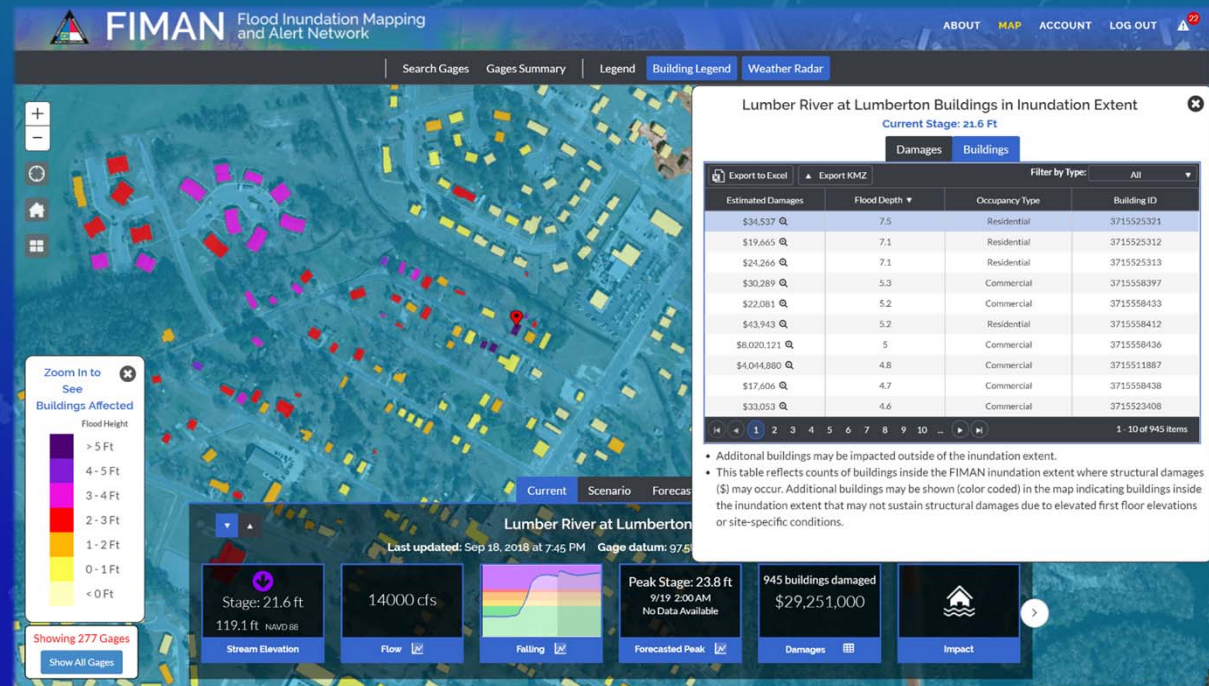 FIMAN Flood Inundation Mapping
and Alert Network
ABOUT MAP ACCOUNT LOG OUT 22
Search Gages Gages Summary Legend Building Legend Weather Radar
+
−
Lumber River at Lumberton Buildings in Inundation Extent
Current Stage: 21.6 Ft
Damages Buildings
Export to Excel Export KMZ Filter by Type: All
Estimated Damages Flood Depth Occupancy Type Building ID
$34,537 7.5 Residential 3715525321
$19,665 7.1 Residential 3715525312
$24,266 7.1 Residential 3715525313
$30,289 5.3 Commercial 3715558397
$22,081 5.2 Commercial 3715558433
$43,943 5.2 Residential 3715558412
$8,020,121 5 Commercial 3715558436
$4,044,880 4.8 Commercial 3715511887
$17,606 4.7 Commercial 3715558438
$33,053 4.6 Commercial 3715523408
1 2 3 4 5 6 7 8 9 10 ... 1 - 10 of 945 items
• Additonal buildings may be impacted outside of the inundation extent.
• This table reflects counts of buildings inside the FIMAN inundation extent where structural damages
($) may occur. Additional buildings may be shown (color coded) in the map indicating buildings inside
the inundation extent that may not sustain structural damages due to elevated first floor elevations
or site-specific conditions.
Zoom In to
See
Buildings Affected
Flood Height
> 5 Ft
4 - 5 Ft
3 - 4 Ft
2 - 3 Ft
1 - 2 Ft
0 - 1 Ft
< 0 Ft
Showing 277 Gages
Show All Gages
Current Scenario Forecas
Lumber River at Lumberton
Last updated: Sep 18, 2018 at 7:45 PM Gage datum: 97.5
Stage: 21.6 ft
119.1 ft NAVD 88
Stream Elevation
14000 cfs
Flow
Falling
Peak Stage: 23.8 ft
9/19 2:00 AM
No Data Available
Forecasted Peak
945 buildings damaged
$29,251,000
Damages
Impact